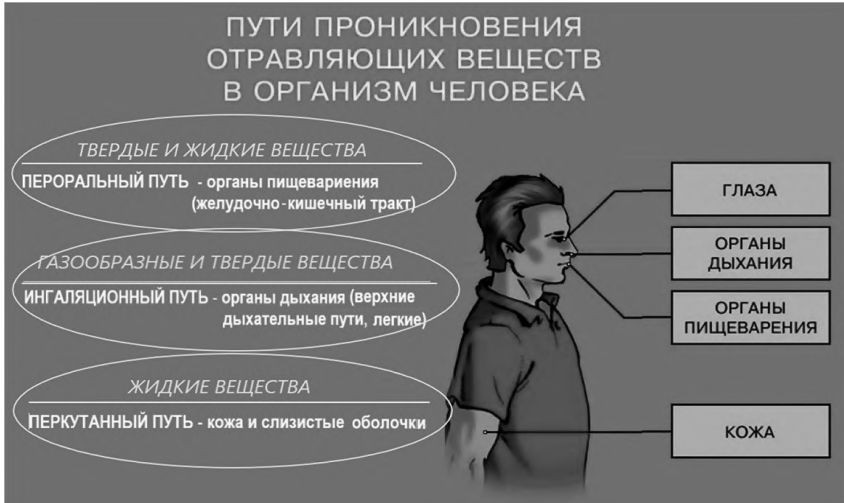 ПУТИ ПРОНИКНОВЕНИЯ
ОТРАВЛЯЮЩИХ ВЕЩЕСТВ
В ОРГАНИЗМ ЧЕЛОВЕКА
ТВЕРДЫЕ И ЖИДКИЕ ВЕЩЕСТВА
ПЕРОРАЛЬНЫЙ ПУТЬ - органы пищевариения
(желудочно-кишечный тракт)
ГАЗООБРАЗНЫЕ И ТВЕРДЫЕ ВЕЩЕСТВА
ИНГАЛЯЦИОННЫЙ ПУТЬ - органы дыхания (верхние
дыхательные пути, легкие)
ЖИДКИЕ ВЕЩЕСТВА
ПЕРКУТАННЫЙ ПУТЬ - кожа и слизистые оболочки
ГЛАЗА
ОРГАНЫ
ДЫХАНИЯ
ОРГАНЫ
ПИЩЕВАРЕНИЯ
КОЖА